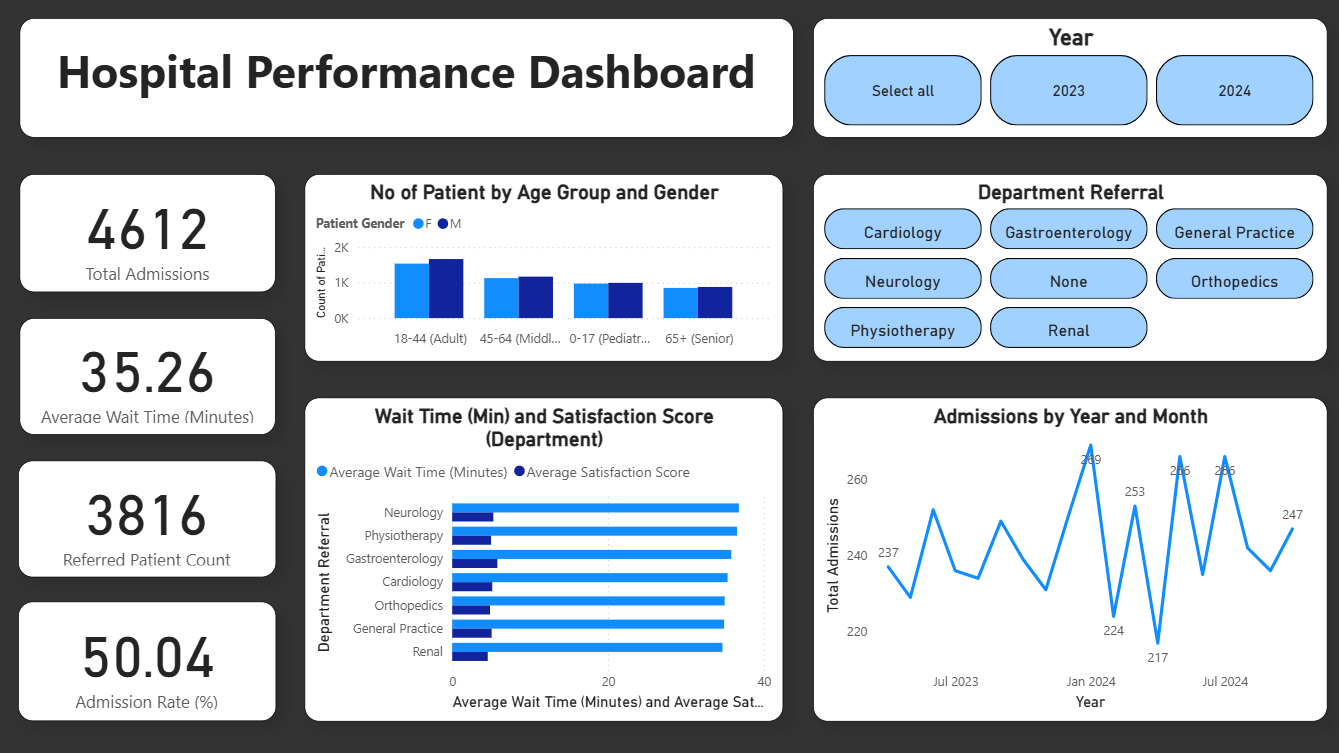 Hospital Performance Dashboard
Year
Select all
2023
2024
4612
Total Admissions
35.26
Average Wait Time (Minutes)
3816
Referred Patient Count
50.04
Admission Rate (%)
No of Patient by Age Group and Gender
Patient Gender F M
Count of Pati...
2K
1K
0K
18-44 (Adult) 45-64 (Middl... 0-17 (Pediatr... 65+ (Senior)
Department Referral
Cardiology
Gastroenterology
General Practice
Neurology
None
Orthopedics
Physiotherapy
Renal
Wait Time (Min) and Satisfaction Score
(Department)
Average Wait Time (Minutes) Average Satisfaction Score
Department Referral
Neurology
Physiotherapy
Gastroenterology
Cardiology
Orthopedics
General Practice
Renal
0 20 40
Average Wait Time (Minutes) and Average Sat...
Admissions by Year and Month
Total Admissions
260
240
220
237
269
224
253
217
266
266
247
Jul 2023 Jan 2024 Jul 2024
Year